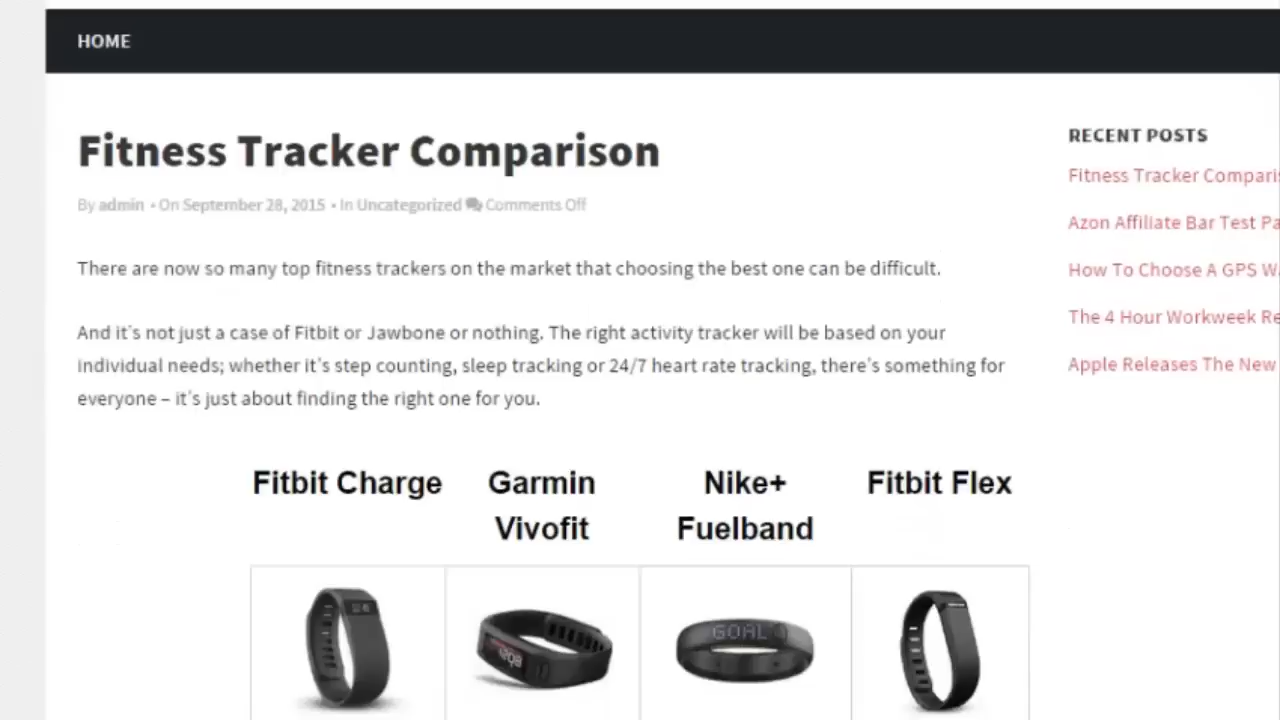 HOME
Fitness Tracker Comparison
By admin • On September 28, 2015 • In Uncategorized Comments Off
There are now so many top fitness trackers on the market that choosing the best one can be difficult.
And it's not just a case of Fitbit or Jawbone or nothing. The right activity tracker will be based on your
individual needs; whether it's step counting, sleep tracking or 24/7 heart rate tracking, there's something for
everyone – it's just about finding the right one for you.
Fitbit Charge
Garmin
Vivofit
Nike+
Fuelband
Fitbit Flex
GOAL
RECENT POSTS
Fitness Tracker Comparis
Azon Affiliate Bar Test Pa
How To Choose A GPS W
The 4 Hour Workweek Re
Apple Releases The New